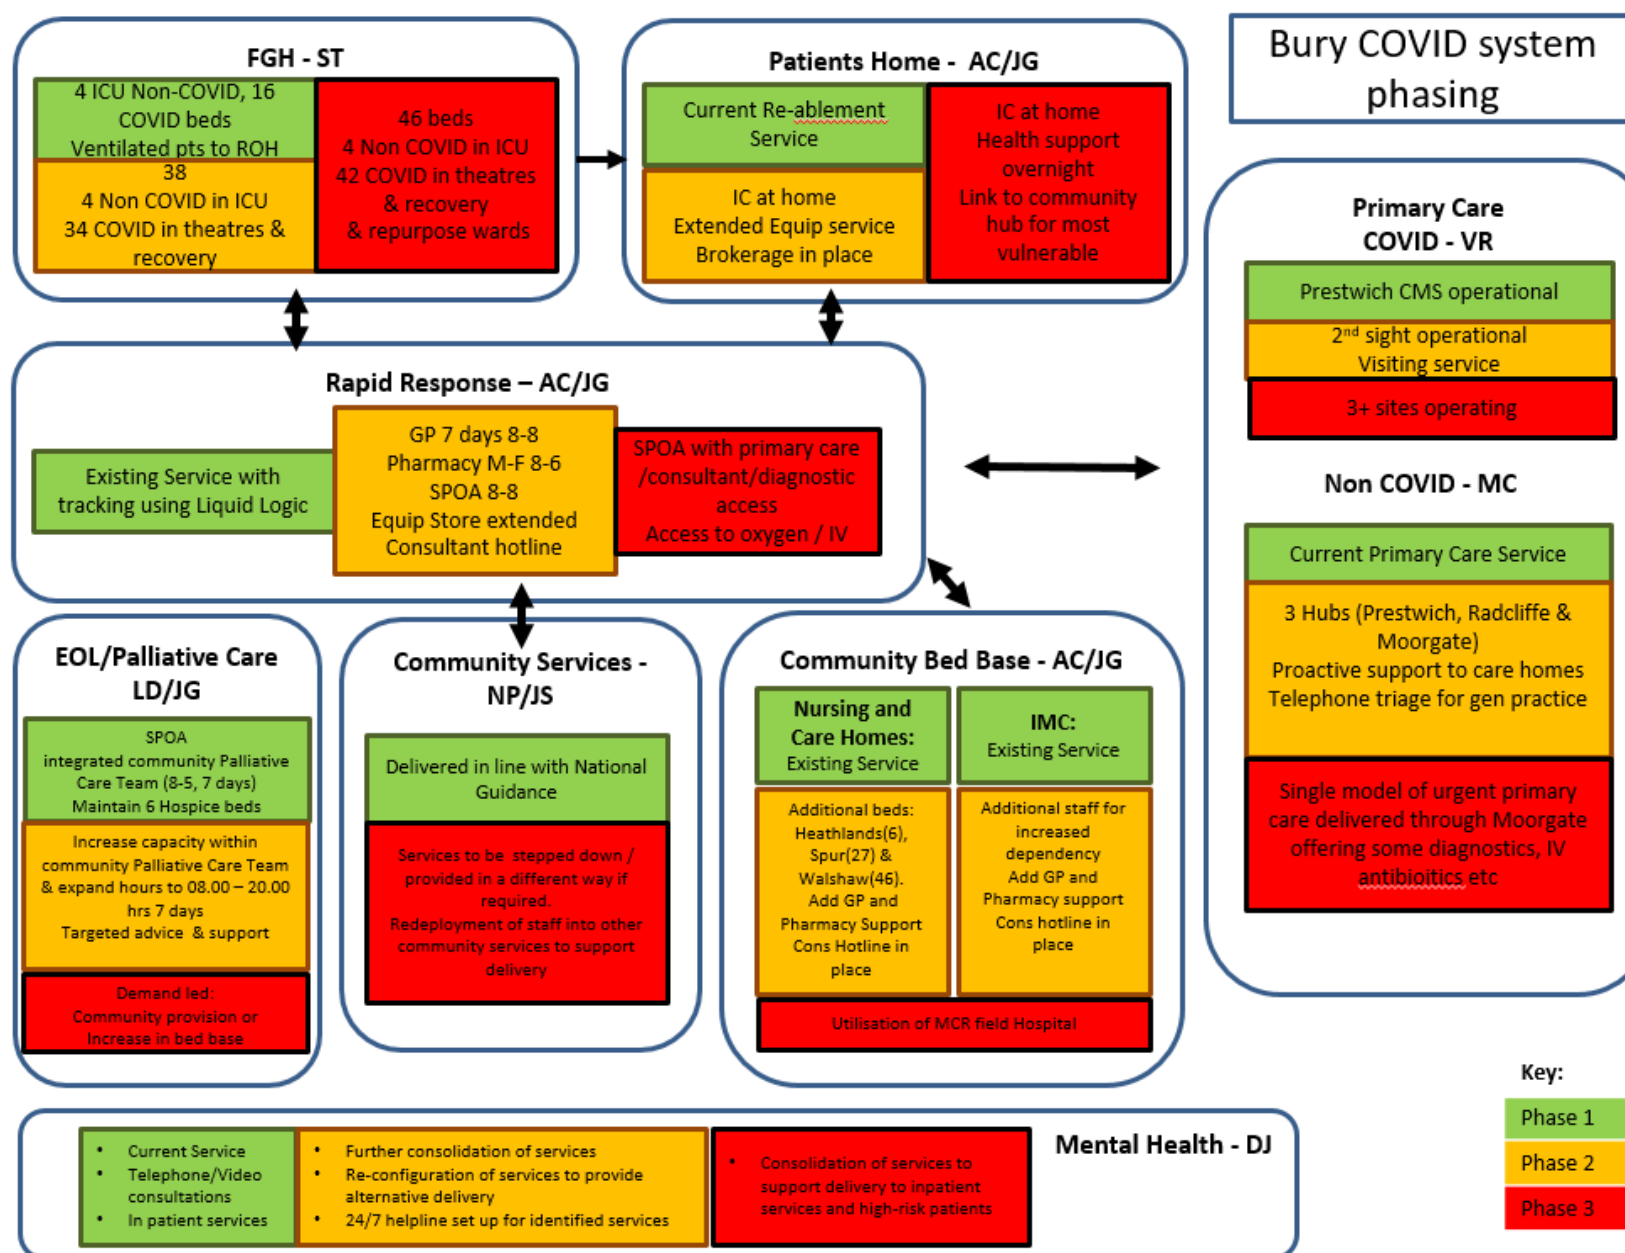 Bury COVID system
phasing
FGH - ST
4 ICU Non-COVID, 16
COVID beds
Ventilated pts to ROH
38
4 Non COVID in ICU
34 COVID in theatres &
recovery
46 beds
4 Non COVID in ICU
42 COVID in theatres
& recovery
& repurpose wards
Patients Home - AC/JG
Current Re-ablement
Service
IC at home
Extended Equip service
Brokerage in place
IC at home
Health support
overnight
Link to community
hub for most
vulnerable
Primary Care
COVID - VR
Prestwich CMS operational
2nd sight operational
Visiting service
3+ sites operating
Non COVID - MC
Current Primary Care Service
3 Hubs (Prestwich, Radcliffe &
Moorgate)
Proactive support to care homes
Telephone triage for gen practice
Single model of urgent primary
care delivered through Moorgate
offering some diagnostics, IV
antibioitics etc
Rapid Response – AC/JG
Existing Service with
tracking using Liquid Logic
GP 7 days 8-8
Pharmacy M-F 8-6
SPOA 8-8
Equip Store extended
Consultant hotline
SPOA with primary care
/consultant/diagnostic
access
Access to oxygen / IV
EOL/Palliative Care
LD/JG
SPOA
integrated community Palliative
Care Team (8-5, 7 days)
Maintain 6 Hospice beds
Increase capacity within
community Palliative Care Team
& expand hours to 08.00 – 20.00
hrs 7 days
Targeted advice & support
Demand led:
Community provision or
Increase in bed base
Community Services -
NP/JS
Delivered in line with National
Guidance
Services to be stepped down /
provided in a different way if
required.
Redeployment of staff into other
community services to support
delivery
Community Bed Base - AC/JG
Nursing and
Care Homes:
Existing Service
Additional beds:
Heathlands(6),
Spur(27) &
Walshaw(46).
Add GP and
Pharmacy Support
Cons Hotline in
place
IMC:
Existing Service
Additional staff for
increased
dependency
Add GP and
Pharmacy support
Cons hotline in
place
Utilisation of MCR field Hospital
Mental Health - DJ
• Current Service
• Telephone/Video
consultations
• In patient services
• Further consolidation of services
• Re-configuration of services to provide
alternative delivery
• 24/7 helpline set up for identified services
• Consolidation of services to
support delivery to inpatient
services and high-risk patients
Key:
Phase 1
Phase 2
Phase 3